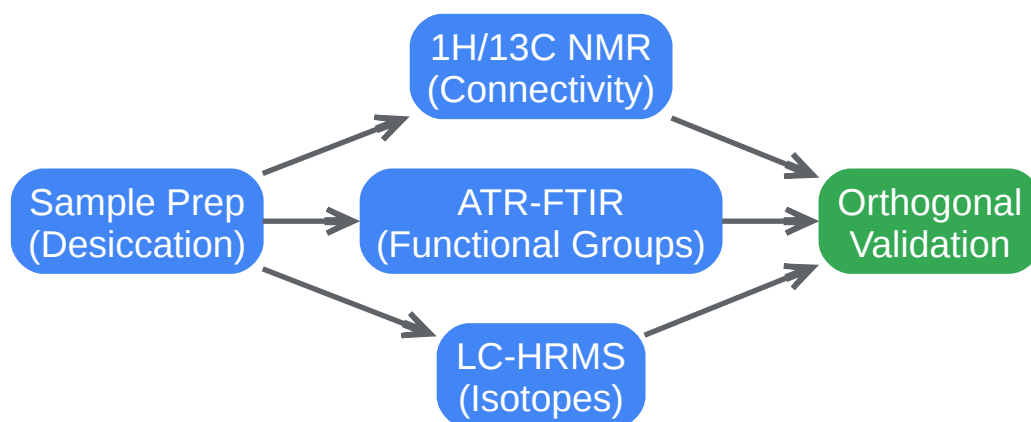 1H/13C NMR
(Connectivity)
Sample Prep
(Desiccation)
ATR-FTIR
(Functional Groups)
Orthogonal
Validation
LC-HRMS
(Isotopes)